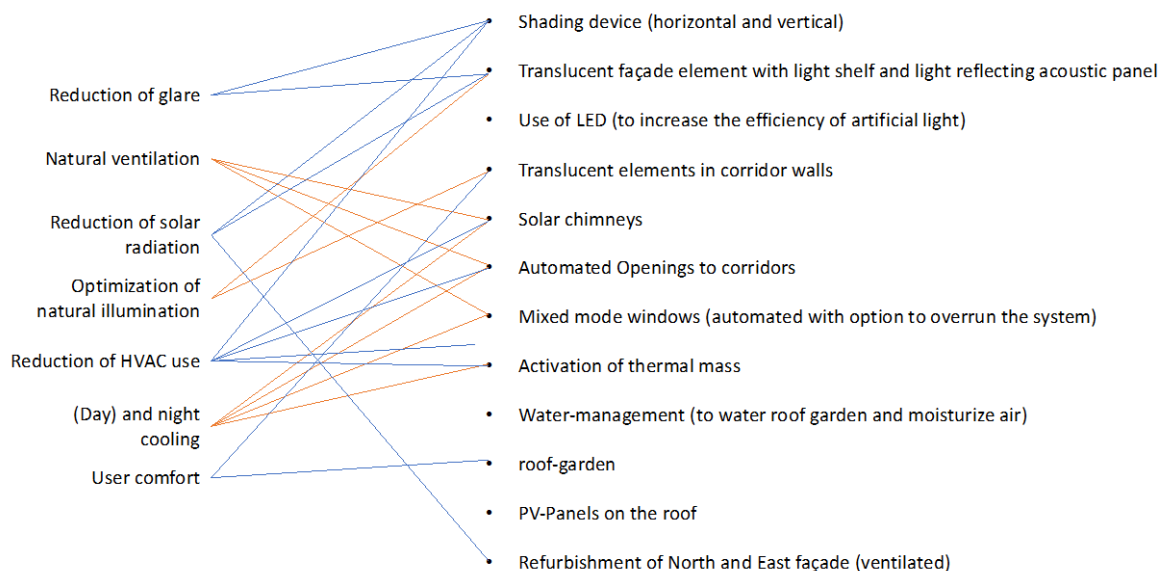 Reduction of glare
Natural ventilation
Reduction of solar
radiation
Optimization of
natural illumination
Reduction of HVAC use
(Day) and night
cooling
User comfort
• Shading device (horizontal and vertical)
• Translucent façade element with light shelf and light reflecting acoustic panel
• Use of LED (to increase the efficiency of artificial light)
• Translucent elements in corridor walls
• Solar chimneys
• Automated Openings to corridors
• Mixed mode windows (automated with option to overrun the system)
• Activation of thermal mass
• Water-management (to water roof garden and moisturize air)
• roof-garden
• PV-Panels on the roof
• Refurbishment of North and East façade (ventilated)